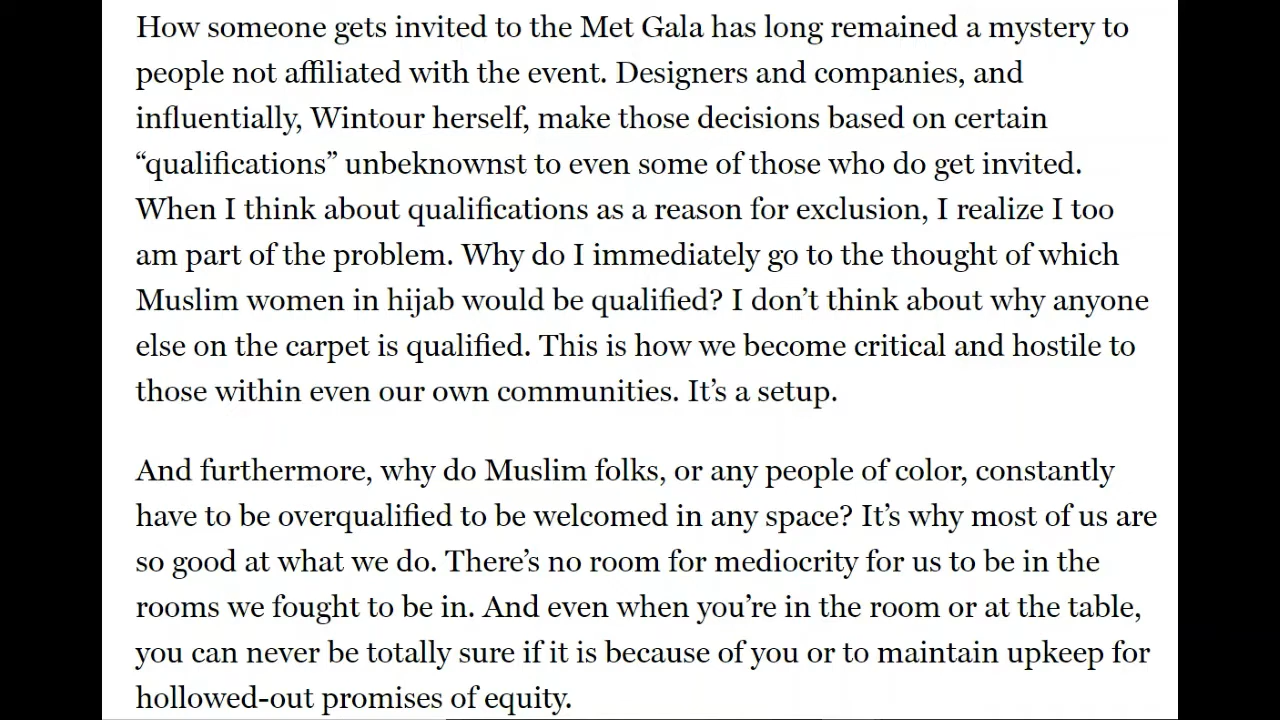 How someone gets invited to the Met Gala has long remained a mystery to
people not affiliated with the event. Designers and companies, and
influentially, Wintour herself, make those decisions based on certain
“qualifications” unbeknownst to even some of those who do get invited.
When I think about qualifications as a reason for exclusion, I realize I too
am part of the problem. Why do I immediately go to the thought of which
Muslim women in hijab would be qualified? I don’t think about why anyone
else on the carpet is qualified. This is how we become critical and hostile to
those within even our own communities. It’s a setup.
And furthermore, why do Muslim folks, or any people of color, constantly
have to be overqualified to be welcomed in any space? It’s why most of us are
so good at what we do. There’s no room for mediocrity for us to be in the
rooms we fought to be in. And even when you’re in the room or at the table,
you can never be totally sure if it is because of you or to maintain upkeep for
hollowed-out promises of equity.